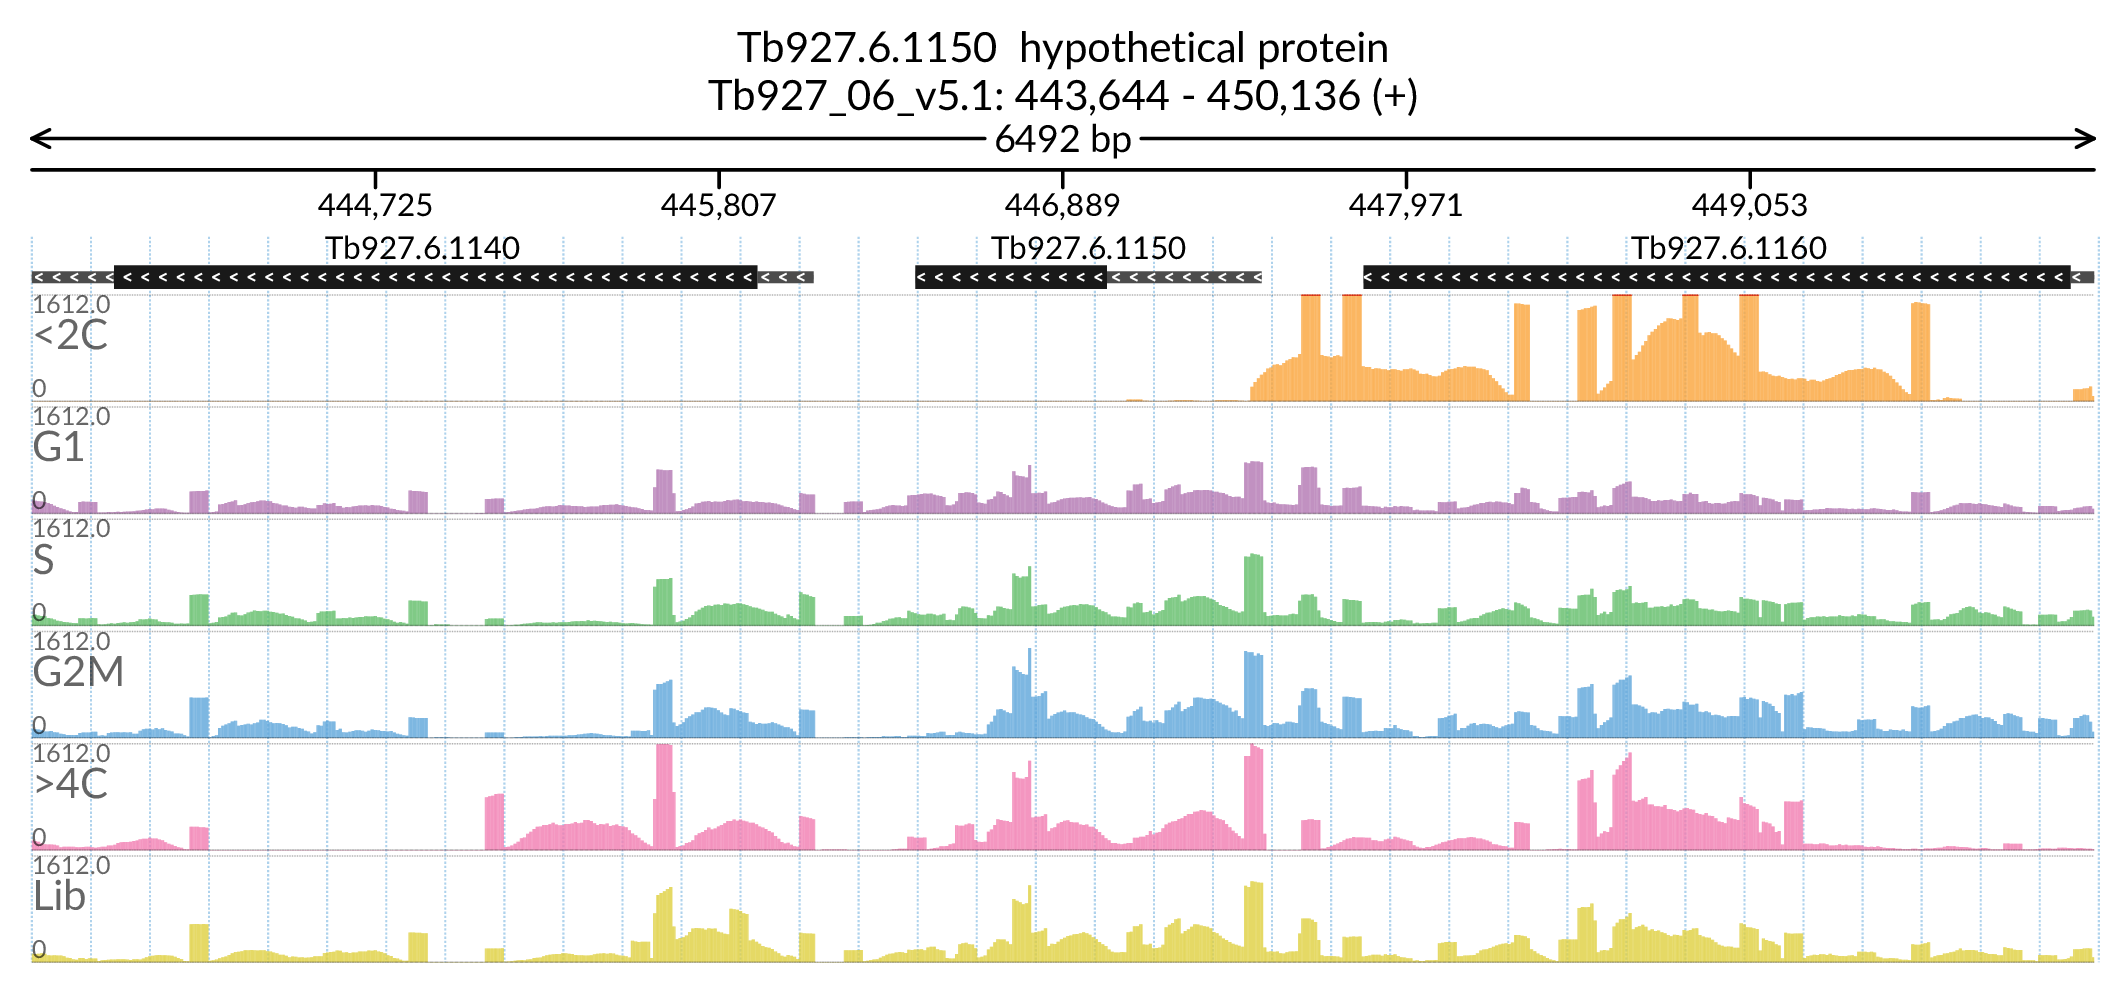 Tb927.6.1150  hypothetical protein
Tb927_06_v5.1: 443,644 - 450,136 (+)
6492 bp
444,725 445,807 446,889 447,971 449,053
Tb927.6.1140 Tb927.6.1150 Tb927.6.1160
1612.0
<2C
0
1612.0
G1
0
1612.0
S
0
1612.0
G2M
0
1612.0
>4C
0
1612.0
Lib
0